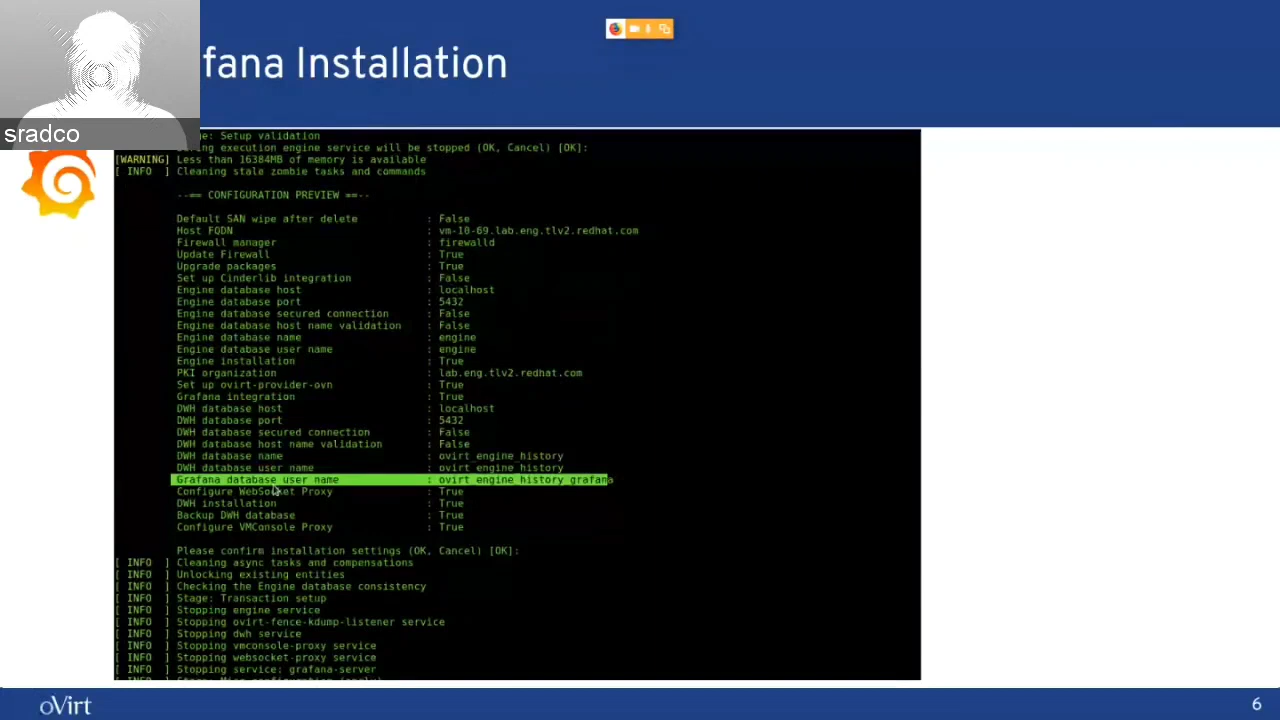 fana Installation
sradco
ge: Setup validation
ring execution engine service will be stopped (OK, Cancel) [OK]:
[WARNING] Less than 16384MB of memory is available
[ INFO  ] Cleaning stale zombie tasks and commands
--== CONFIGURATION PREVIEW ==--
Default SAN wipe after delete : False
Host FQDN : vm-10-69.lab.eng.tlv2.redhat.com
Firewall manager : firewalld
Update Firewall : True
Upgrade packages : True
Set up Cinderlib integration : False
Engine database host : localhost
Engine database port : 5432
Engine database secured connection : False
Engine database host name validation : False
Engine database name : engine
Engine database user name : engine
Engine installation : True
PKI organization : lab.eng.tlv2.redhat.com
Set up ovirt-provider-ovn : True
Grafana integration : True
DWH database host : localhost
DWH database port : 5432
DWH database secured connection : False
DWH database host name validation : False
DWH database name : ovirt_engine_history
DWH database user name : ovirt_engine_history
Grafana database user name : ovirt_engine_history_grafana
Configure WebSocket Proxy : True
DWH installation : True
Backup DWH database : True
Configure VMConsole Proxy : True
Please confirm installation settings (OK, Cancel) [OK]:
[ INFO  ] Cleaning async tasks and compensations
[ INFO  ] Unlocking existing entities
[ INFO  ] Checking the Engine database consistency
[ INFO  ] Stage: Transaction setup
[ INFO  ] Stopping engine service
[ INFO  ] Stopping ovirt-fence-kdump-listener service
[ INFO  ] Stopping dwh service
[ INFO  ] Stopping vmconsole-proxy service
[ INFO  ] Stopping websocket-proxy service
[ INFO  ] Stopping service: grafana-server
oVirt
6